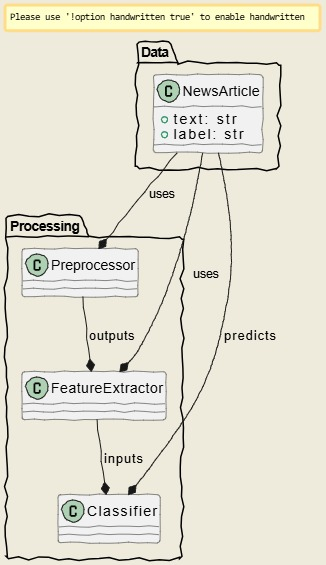 Please use '!option handwritten true' to enable handwritten
Data
C NewsArticle
text: str
label: str
uses
Processing
C Preprocessor
uses
outputs
predicts
C FeatureExtractor
inputs
C Classifier